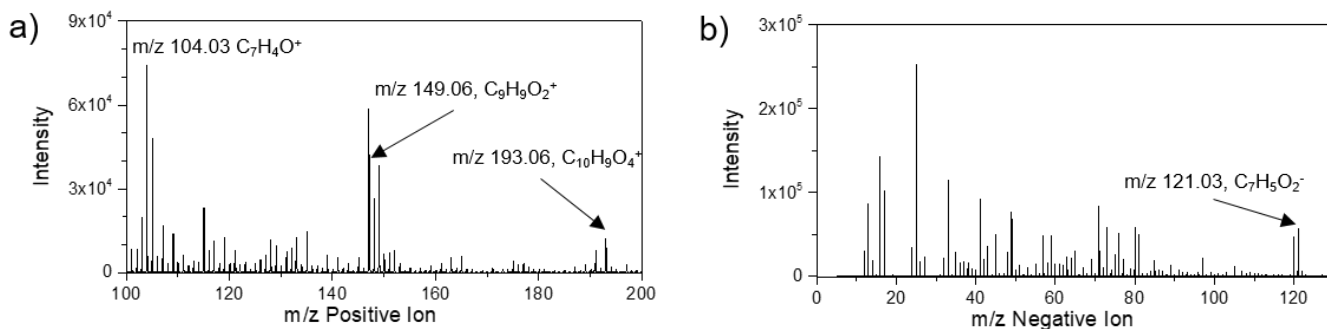 a)
9x10⁴
6x10⁴
3x10⁴
0
Intensity
m/z 104.03 C₇H₄O⁺
m/z 149.06, C₉H₉O₂⁺
m/z 193.06, C₁₀H₉O₄⁺
100 120 140 160 180 200
m/z Positive Ion
b)
3x10⁵
2x10⁵
1x10⁵
0
Intensity
m/z 121.03, C₇H₅O₂⁻
0 20 40 60 80 100 120
m/z Negative Ion